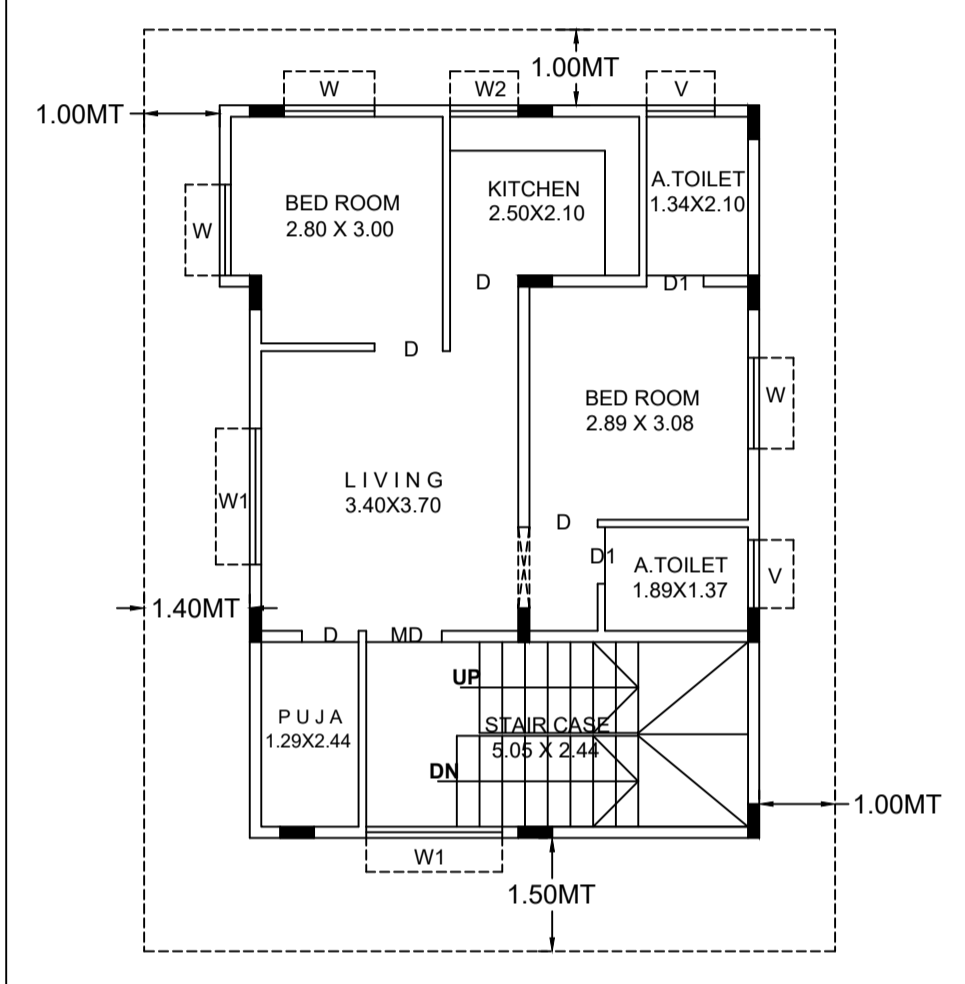 1.00MT
W
W2
V
1.00MT
BED ROOM
2.80 X 3.00
KITCHEN
2.50X2.10
A.TOILET
1.34X2.10
W
D
D1
D
BED ROOM
2.89 X 3.08
W
LIVING
3.40X3.70
W1
D
D1
A.TOILET
1.89X1.37
V
1.40MT
D
MD
UP
PUJA
1.29X2.44
STAIR CASE
5.05 X 2.44
DN
1.00MT
W1
1.50MT